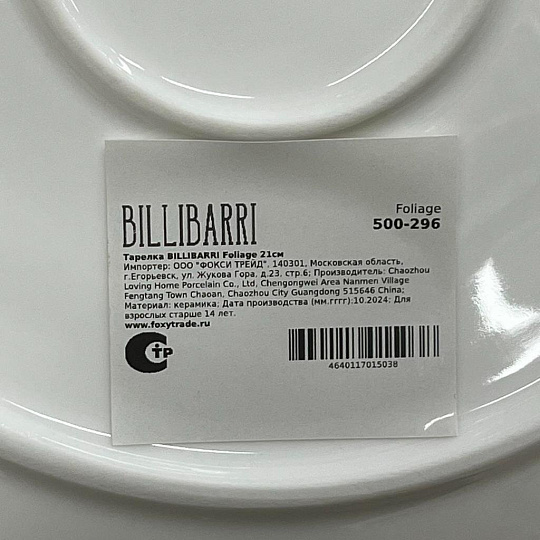 BILLIBARRI
Foliage
500-296
Тарелка BILLIBARRI Foliage 21см
Импортер: ООО "ФОКСИ ТРЕЙД", 140301, Московская область,
г.Егорьевск, ул. Жукова Гора, д.23, стр.6; Производитель: Chaozhou
Loving Home Porcelain Co., Ltd, Chengongwei Area Nanmen Village
Fengtang Town Chaoan, Chaozhou City Guangdong 515646 China;
Материал: керамика; Дата производства (мм.гггг):10.2024; Для
взрослых старше 14 лет.
www.foxytrade.ru
СТР
4640117015038